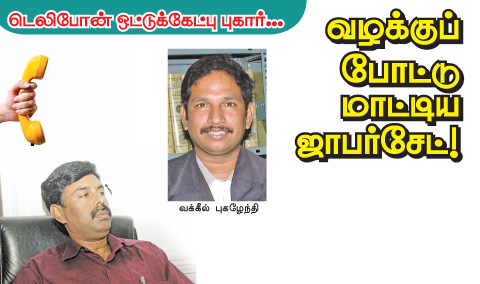 டெலிபோன் ஒட்டுக்கேட்பு புகார்...
வழக்குப்
போட்டு
மாட்டிய
ஜாபர்சேட்!
வக்கீல் புகழேந்தி